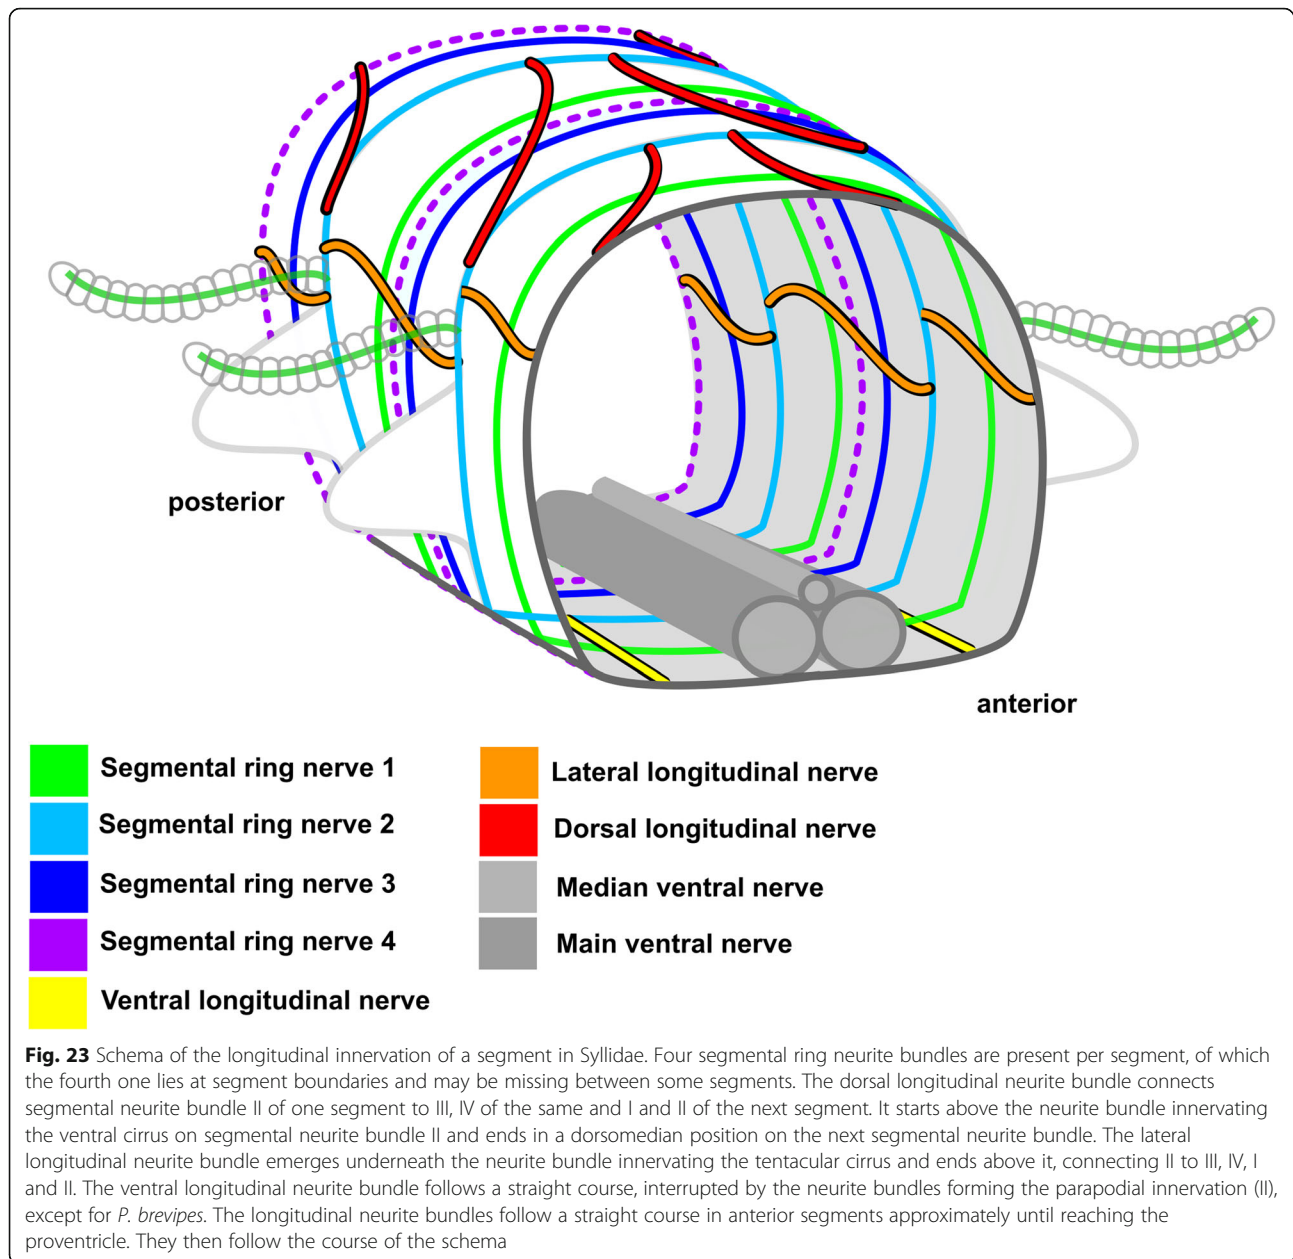 posterior
anterior
Segmental ring nerve 1
Segmental ring nerve 2
Segmental ring nerve 3
Segmental ring nerve 4
Ventral longitudinal nerve
Lateral longitudinal nerve
Dorsal longitudinal nerve
Median ventral nerve
Main ventral nerve
Fig. 23 Schema of the longitudinal innervation of a segment in Syllidae. Four segmental ring neurite bundles are present per segment, of which
the fourth one lies at segment boundaries and may be missing between some segments. The dorsal longitudinal neurite bundle connects
segmental neurite bundle II of one segment to III, IV of the same and I and II of the next segment. It starts above the neurite bundle innervating
the ventral cirrus on segmental neurite bundle II and ends in a dorsomedian position on the next segmental neurite bundle. The lateral
longitudinal neurite bundle emerges underneath the neurite bundle innervating the tentacular cirrus and ends above it, connecting II to III, IV, I
and II. The ventral longitudinal neurite bundle follows a straight course, interrupted by the neurite bundles forming the parapodial innervation (II),
except for P. brevipes. The longitudinal neurite bundles follow a straight course in anterior segments approximately until reaching the
proventricle. They then follow the course of the schema